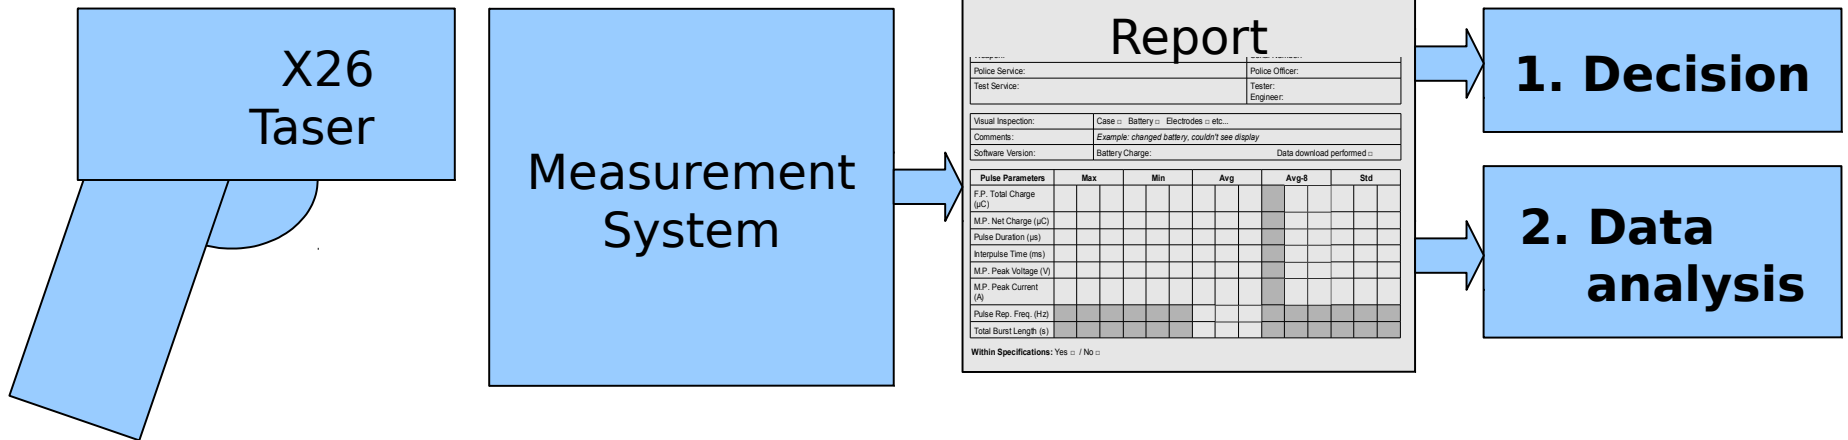 X26
Taser
Measurement
System
Report
Police Service: Police Officer:
Test Service: Tester:
Engineer:
Visual Inspection: Case □ Battery □ Electrodes □ etc...
Comments: Example: changed battery, couldn't see display
Software Version: Battery Charge: Data download performed □
Pulse Parameters Max Min Avg Avg-8 Std
F.P. Total Charge
(µC)
M.P. Net Charge (µC)
Pulse Duration (µs)
Interpulse Time (ms)
M.P. Peak Voltage (V)
M.P. Peak Current
(A)
Pulse Rep. Freq. (Hz)
Total Burst Length (s)
Within Specifications: Yes □ / No □
1. Decision
2. Data
analysis